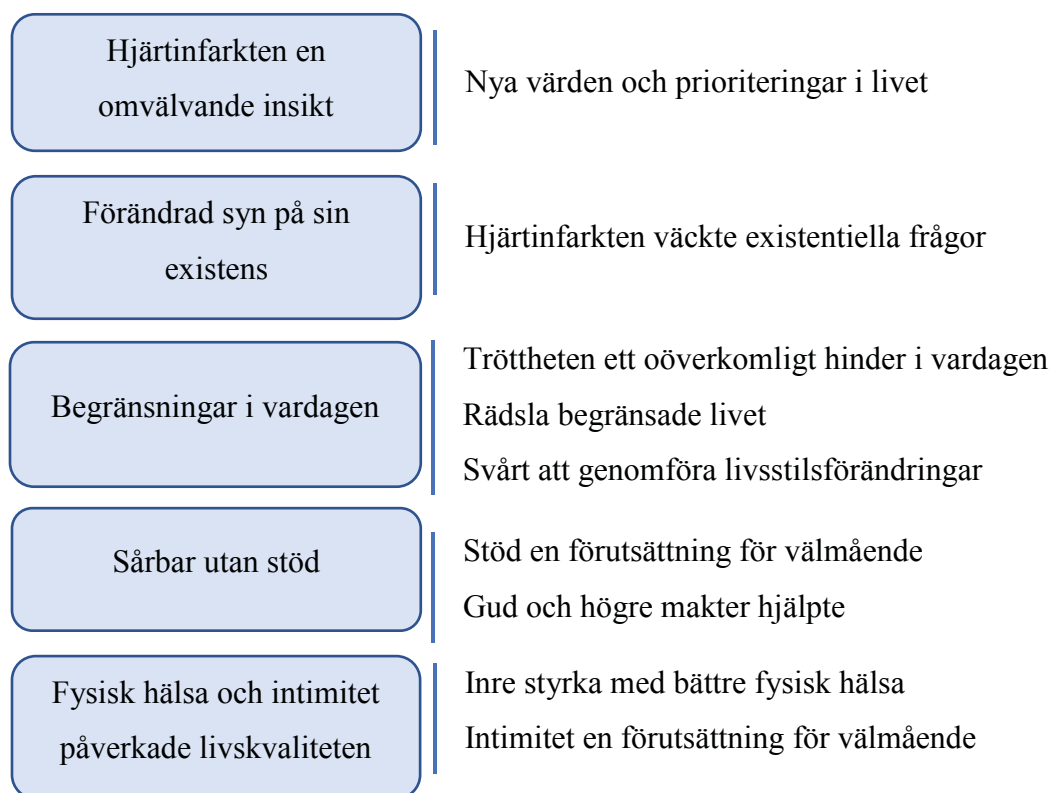 Hjärtinfarkten en
omvälvande insikt
Nya värden och prioriteringar i livet
Förändrad syn på sin
existens
Hjärtinfarkten väckte existentiella frågor
Begränsningar i vardagen
Tröttheten ett oöverkomligt hinder i vardagen
Rädsla begränsade livet
Svårt att genomföra livsstilsförändringar
Sårbar utan stöd
Stöd en förutsättning för välmående
Gud och högre makter hjälpte
Fysisk hälsa och intimitet
påverkade livskvaliteten
Inre styrka med bättre fysisk hälsa
Intimitet en förutsättning för välmående